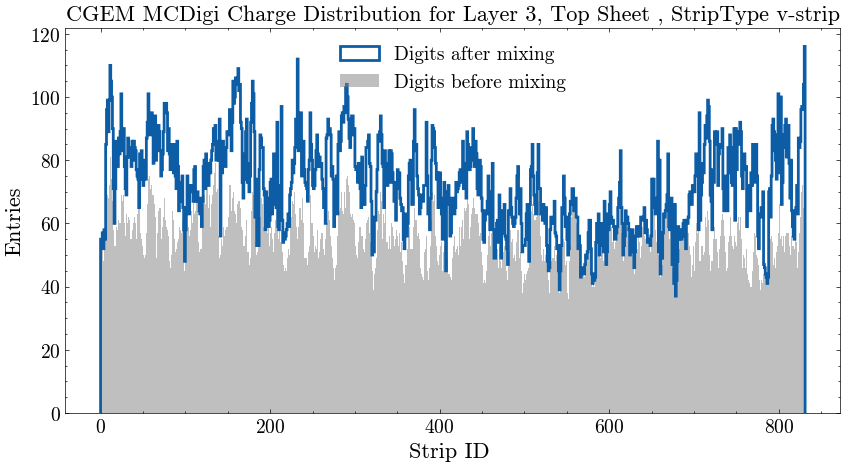 CGEM MCDigi Charge Distribution for Layer 3, Top Sheet , StripType v-strip
Digits after mixing
Digits before mixing
Entries
120
100
80
60
40
20
0
0 200 400 600 800
Strip ID